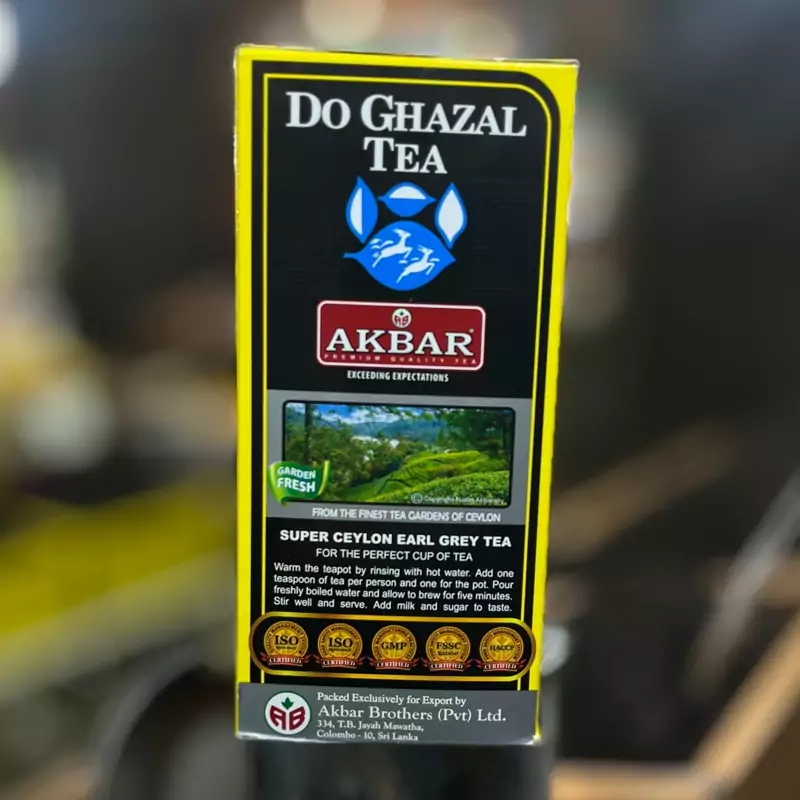 DO GHAZAL
TEA
AB
AKBAR
PREMIUM QUALITY TEA
EXCEEDING EXPECTATIONS
GARDEN
FRESH
FROM THE FINEST TEA GARDENS OF CEYLON
SUPER CEYLON EARL GREY TEA
FOR THE PERFECT CUP OF TEA
Warm the teapot by rinsing with hot water. Add one
teaspoon of tea per person and one for the pot. Pour
freshly boiled water and allow to brew for five minutes.
Stir well and serve. Add milk and sugar to taste.
ISO ISO GMP FSSC HACCP
CERTIFIED CERTIFIED CERTIFIED CERTIFIED CERTIFIED
AB
Packed Exclusively for Export by
Akbar Brothers (Pvt) Ltd.
334, T.B. Jayah Mawatha,
Colombo - 10, Sri Lanka